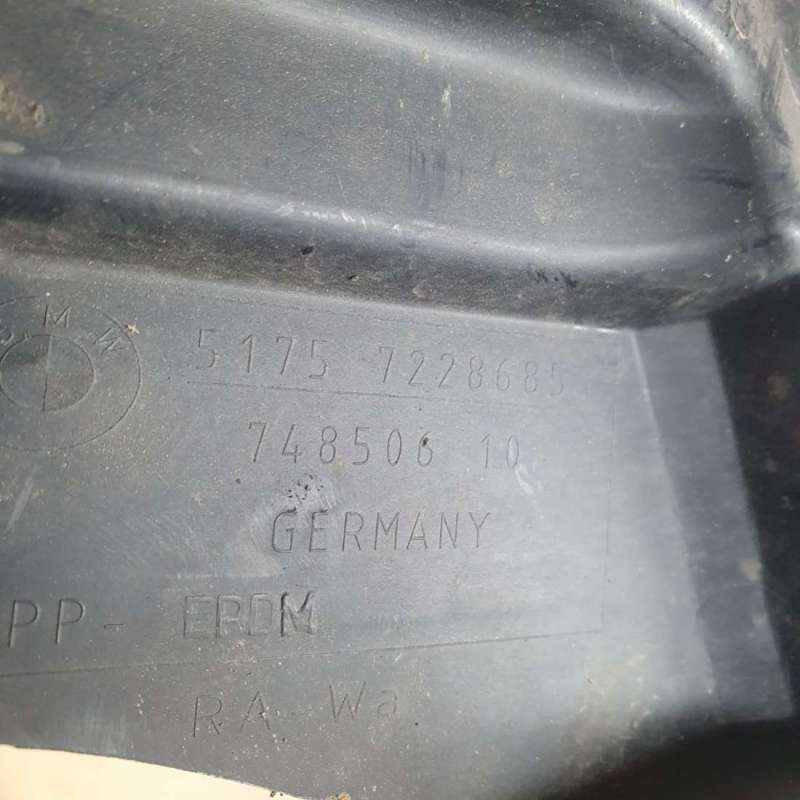 BMW
5175 7228685
748506 10
GERMANY
PP- EPDM
RA-Wa